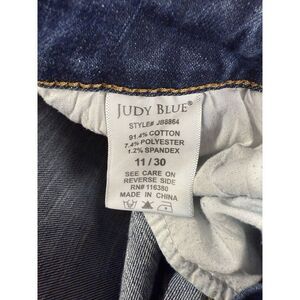 JUDY BLUE®
STYLE# JB8864
91.4% COTTON
7.4% POLYESTER
1.2% SPANDEX
11 / 30
SEE CARE ON
REVERSE SIDE
RN# 116380
MADE IN CHINA